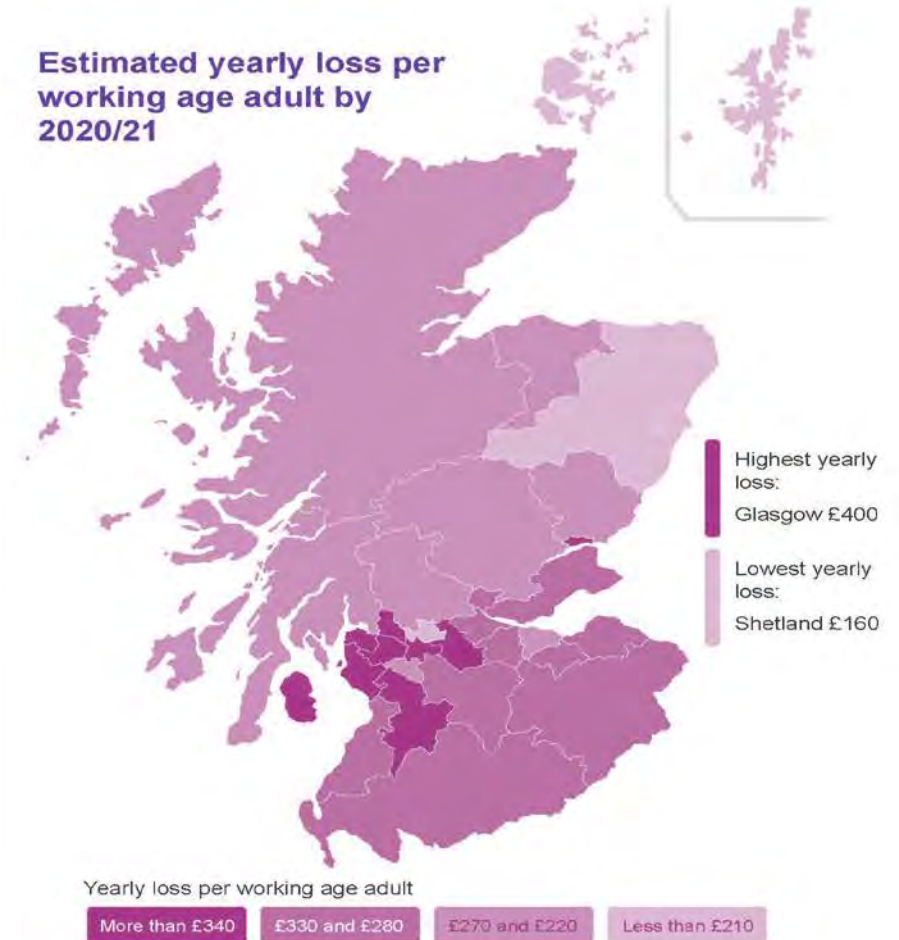 Estimated yearly loss per
working age adult by
2020/21
Highest yearly
loss:
Glasgow £400
Lowest yearly
loss:
Shetland £160
Yearly loss per working age adult
More than £340
£330 and £280
£270 and £220
Less than £210